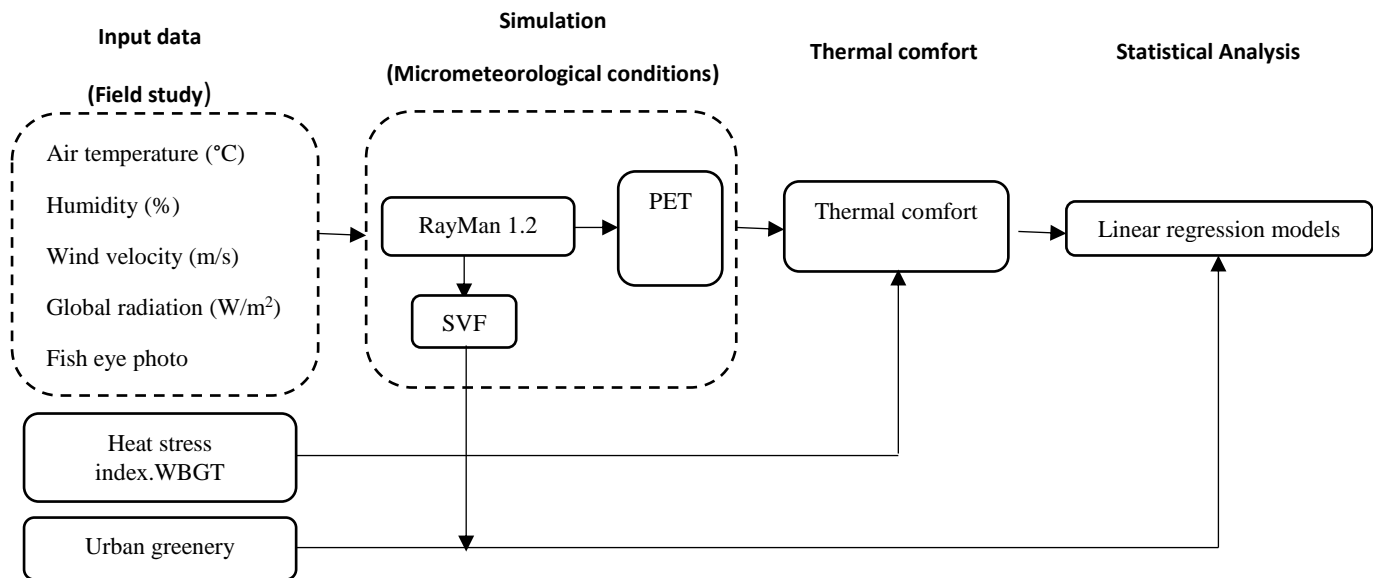 Input data
(Field study)
Simulation
(Micrometeorological conditions)
Thermal comfort
Statistical Analysis
Air temperature (°C)
Humidity (%)
Wind velocity (m/s)
Global radiation (W/m²)
Fish eye photo
RayMan 1.2
PET
SVF
Thermal comfort
Linear regression models
Heat stress
index.WBGT
Urban greenery